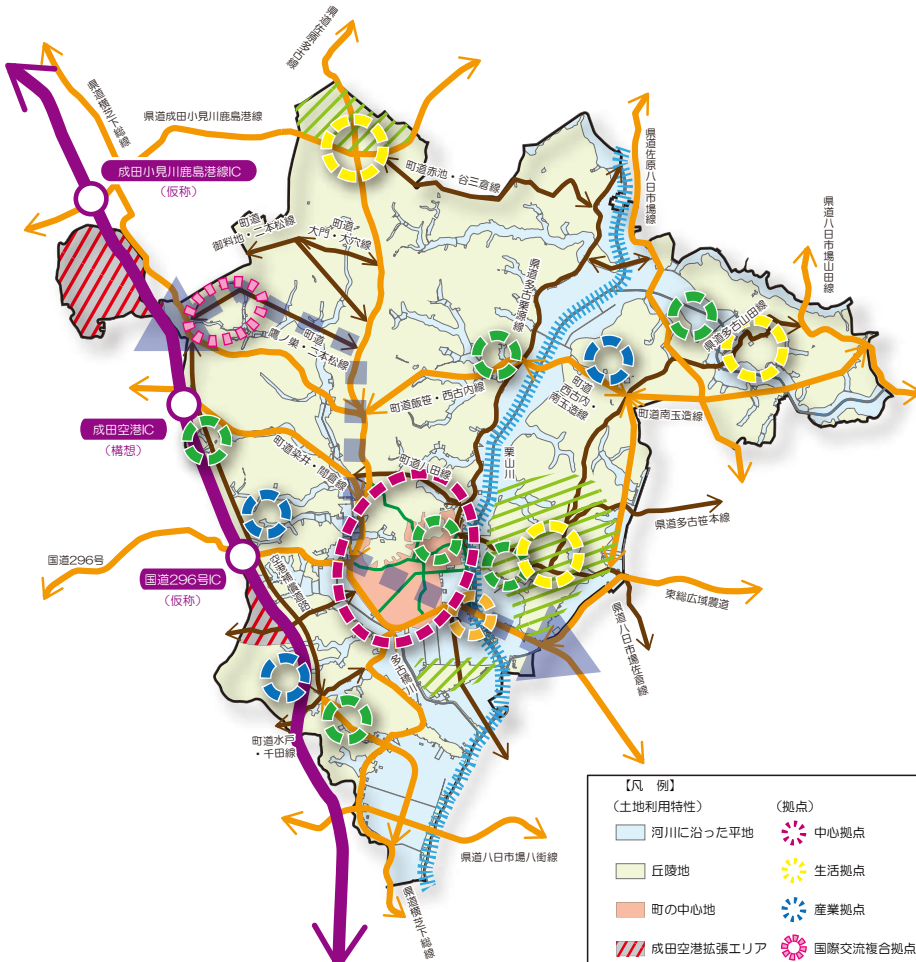 県道佐原多古線
県道横芝下総線
県道成田小見川鹿島港線
成田小見川鹿島港線IC
（仮称）
町道赤池・谷三倉線
県道佐原八日市場線
県道八日市場山田線
町道
御料地・二本松線
町道
大門・大穴線
県道多古栗源線
県道多古山田線
町道
鷹ノ巣・二本松線
町道飯笹・西古内線
町道
西古内・
南玉造線
町道南玉造線
成田空港IC
（構想）
町道染井・間倉線
町道八田線
栗山川
県道多古笹本線
国道296号
国道296号IC
（仮称）
東総広域農道
県道八日市場佐倉線
多古橋川
町道水戸
・千田線
県道八日市場八街線
県道横芝下総線
【凡　例】
（土地利用特性）
（拠点）
河川に沿った平地
中心拠点
丘陵地
生活拠点
町の中心地
産業拠点
成田空港拡張エリア
国際交流複合拠点